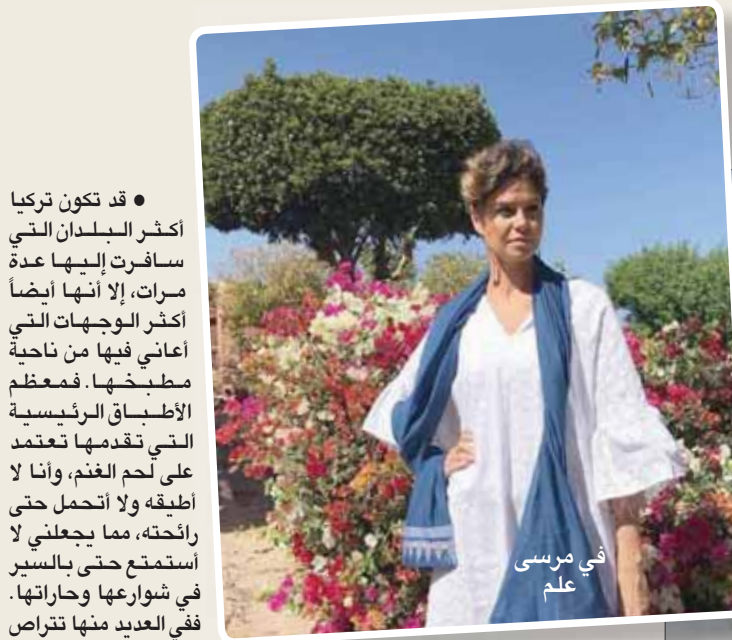 ● قد تكون تركيا
أكثر البلدان التي
سافرت إليها عدة
مرات، إلا أنها أيضاً
أكثر الوجهات التي
أعاني فيها من ناحية
مطبخها. فمعظم
الأطباق الرئيسية
التي تقدمها تعتمد
على لحم الغنم، وأنا لا
أطيقه ولا أتحمل حتى
رائحته، مما يجعلني لا
أستمتع حتى بالسير
في شوارعها وحاراتها.
ففي العديد منها تتراص
في مرسى
علم